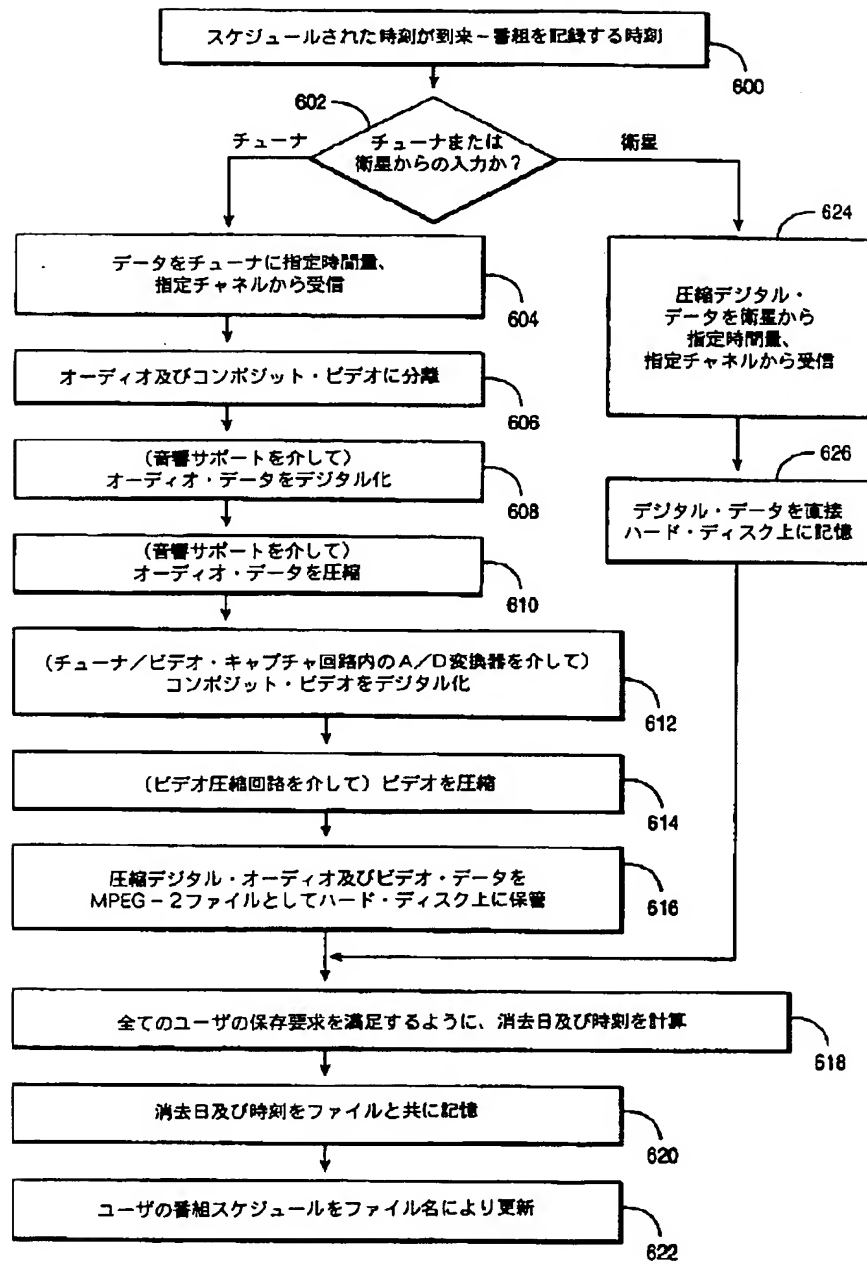 スケジュールされた時刻が到来－番組を記録する時刻
600
602
チューナまたは
衛星からの入力か？
チューナ
衛星
データをチューナに指定時間量、
指定チャネルから受信
604
オーディオ及びコンポジット・ビデオに分離
606
(音響サポートを介して)
オーディオ・データをデジタル化
608
(音響サポートを介して)
オーディオ・データを圧縮
610
(チューナ／ビデオ・キャプチャ回路内のA／D変換器を介して)
コンポジット・ビデオをデジタル化
612
(ビデオ圧縮回路を介して) ビデオを圧縮
614
圧縮デジタル・オーディオ及びビデオ・データを
MPEG－2ファイルとしてハード・ディスク上に保管
616
624
圧縮デジタル・
データを衛星から
指定時間量、
指定チャネルから受信
626
デジタル・データを直接
ハード・ディスク上に記憶
全てのユーザの保存要求を満足するように、消去日及び時刻を計算
618
消去日及び時刻をファイルと共に記憶
620
ユーザの番組スケジュールをファイル名により更新
622